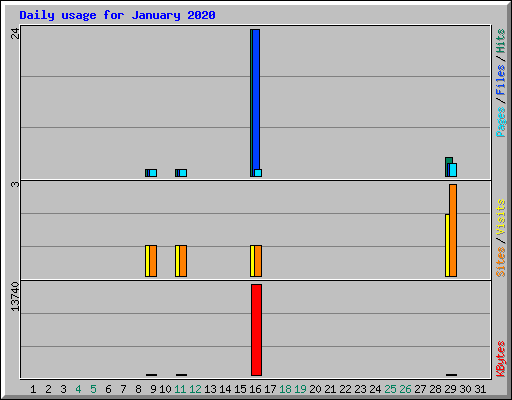 Daily usage for January 2020
24
Pages / Files / Hits
3
Sites / Visits
13740
KBytes
1 2 3 4 5 6 7 8 9 10 11 12 13 14 15 16 17 18 19 20 21 22 23 24 25 26 27 28 29 30 31